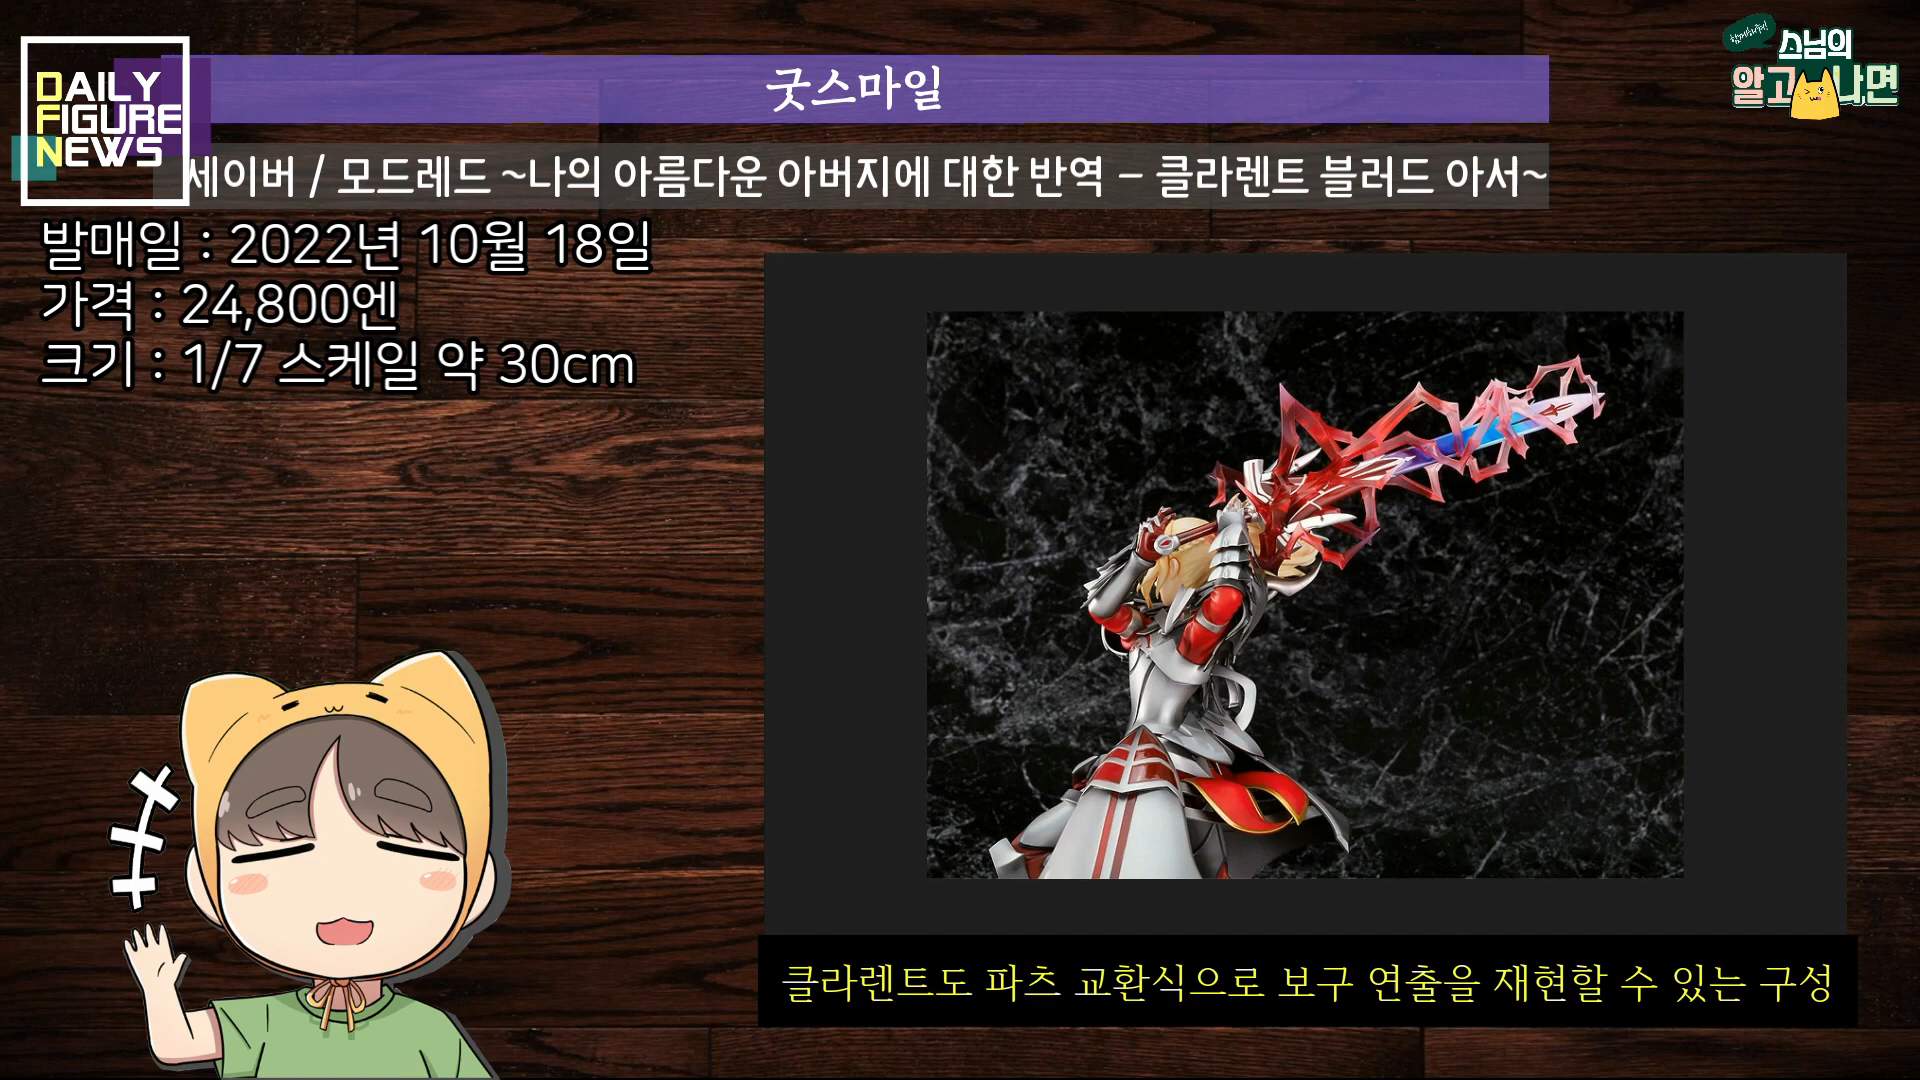 DAILY
FIGURE
NEWS
굿스마일
스님의
알고 나면
세이버 / 모드레드 ~나의 아름다운 아버지에 대한 반역 – 클라렌트 블러드 아서~
발매일 : 2022년 10월 18일
가격 : 24,800엔
크기 : 1/7 스케일 약 30cm
클라렌트도 파츠 교환식으로 보구 연출을 재현할 수 있는 구성